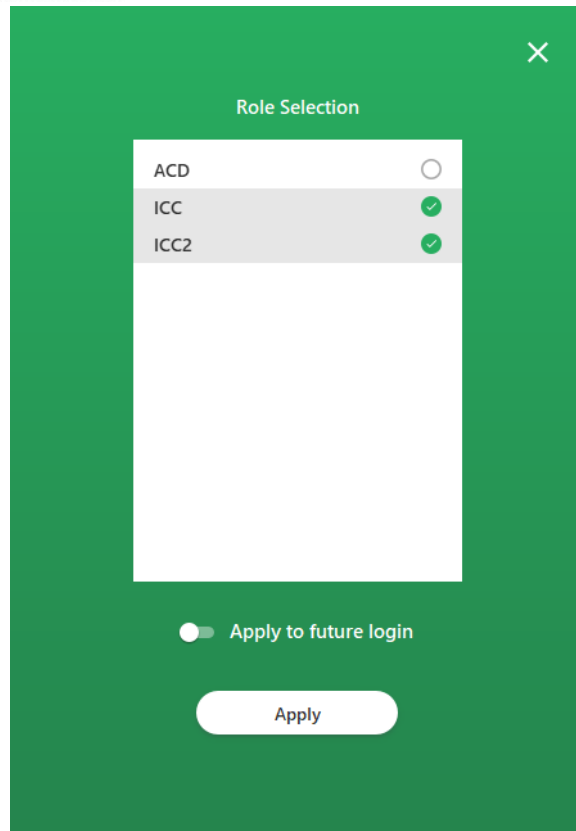 Role Selection
ACD
ICC
ICC2
Apply to future login
Apply